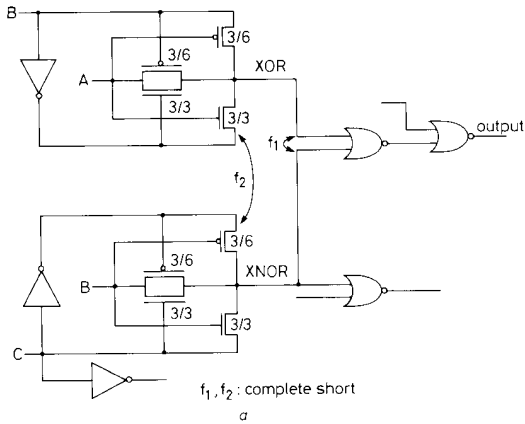 B
3/6
3/6
XOR
A
3/3
3/3
f1
output
f2
3/6
3/6
XNOR
B
3/3
3/3
C
f1, f2 : complete short
a